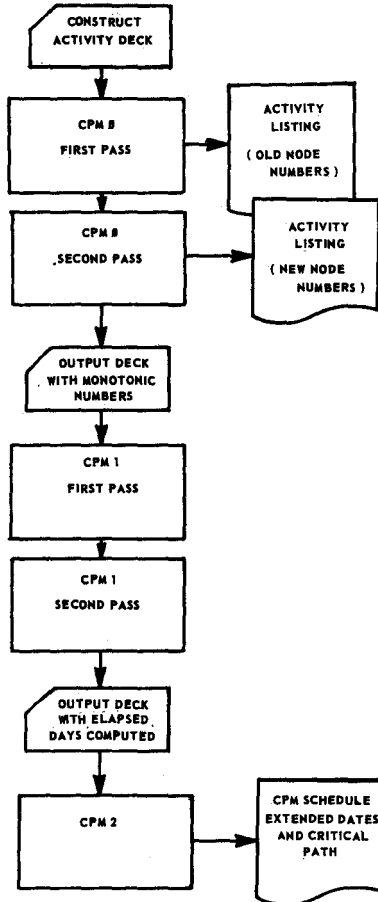 CONSTRUCT
ACTIVITY DECK
CPM 0
FIRST PASS
ACTIVITY
LISTING
( OLD NODE
NUMBERS )
CPM 0
SECOND PASS
ACTIVITY
LISTING
( NEW NODE
NUMBERS )
OUTPUT DECK
WITH MONOTONIC
NUMBERS
CPM 1
FIRST PASS
CPM 1
SECOND PASS
OUTPUT DECK
WITH ELAPSED
DAYS COMPUTED
CPM 2
CPM SCHEDULE
EXTENDED DATES
AND CRITICAL
PATH